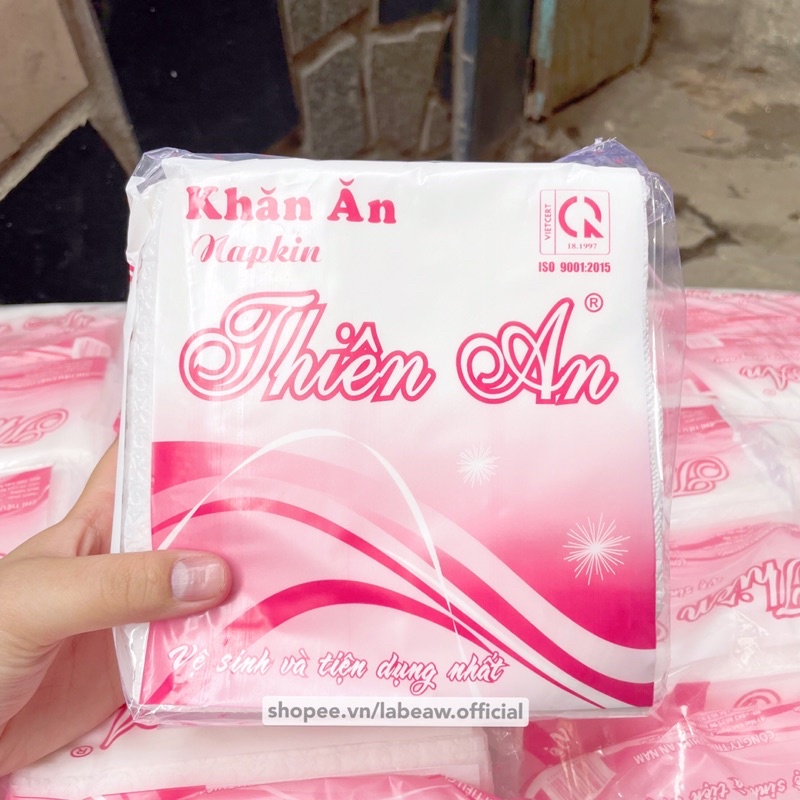 Khăn Ăn
Napkin
VIETCERT
18.1997
ISO 9001:2015
Thiên An ®
Vệ sinh và tiện dụng nhất
shopee.vn/labeaw.official
Thiên